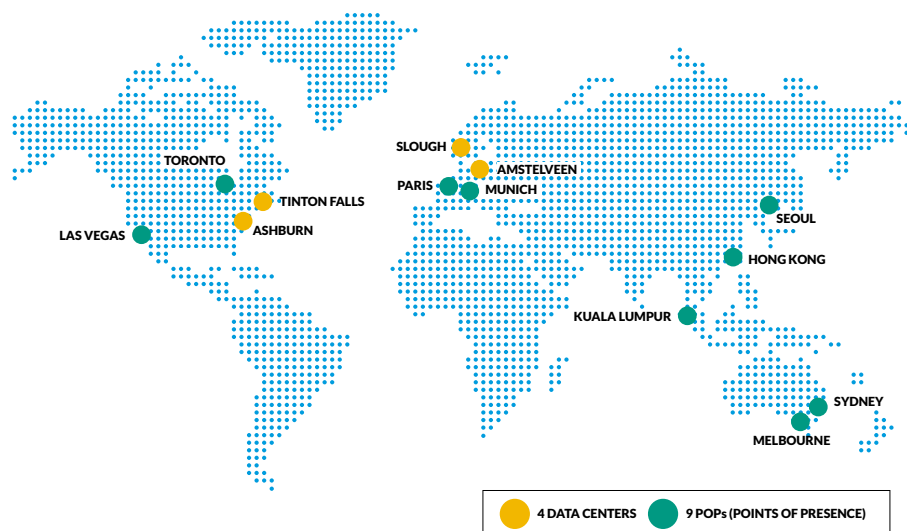 SLOUGH
TORONTO
AMSTELVEEN
PARIS
MUNICH
TINTON FALLS
SEOUL
ASHBURN
LAS VEGAS
HONG KONG
KUALA LUMPUR
SYDNEY
MELBOURNE
4 DATA CENTERS
9 POPs (POINTS OF PRESENCE)